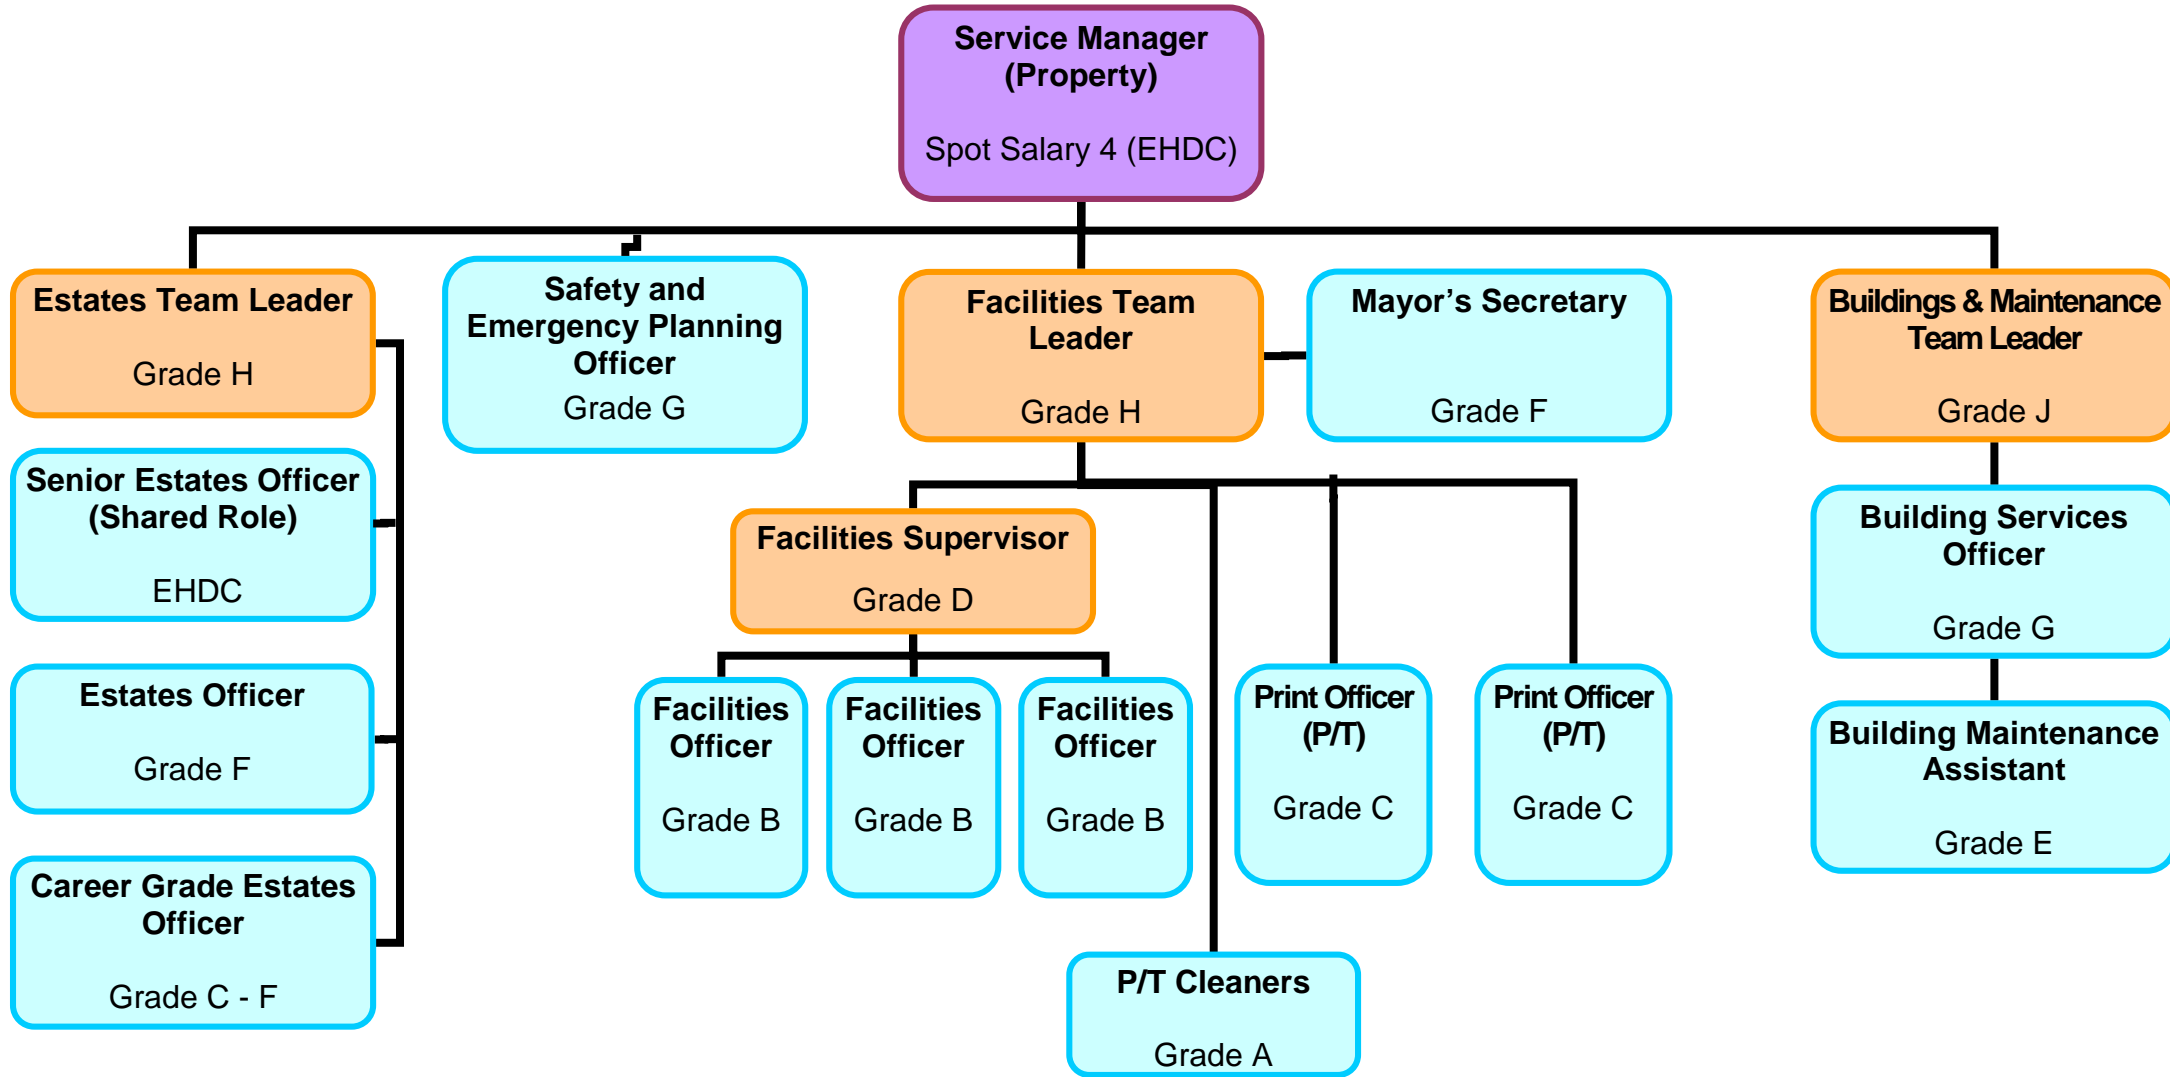 Service Manager
(Property)
Spot Salary 4 (EHDC)
Estates Team Leader
Grade H
Safety and
Emergency Planning
Officer
Grade G
Facilities Team
Leader
Grade H
Mayor’s Secretary
Grade F
Buildings & Maintenance
Team Leader
Grade J
Senior Estates Officer
(Shared Role)
EHDC
Estates Officer
Grade F
Career Grade Estates
Officer
Grade C - F
Facilities Supervisor
Grade D
Facilities
Officer
Grade B
Facilities
Officer
Grade B
Facilities
Officer
Grade B
Print Officer
(P/T)
Grade C
Print Officer
(P/T)
Grade C
P/T Cleaners
Grade A
Building Services
Officer
Grade G
Building Maintenance
Assistant
Grade E